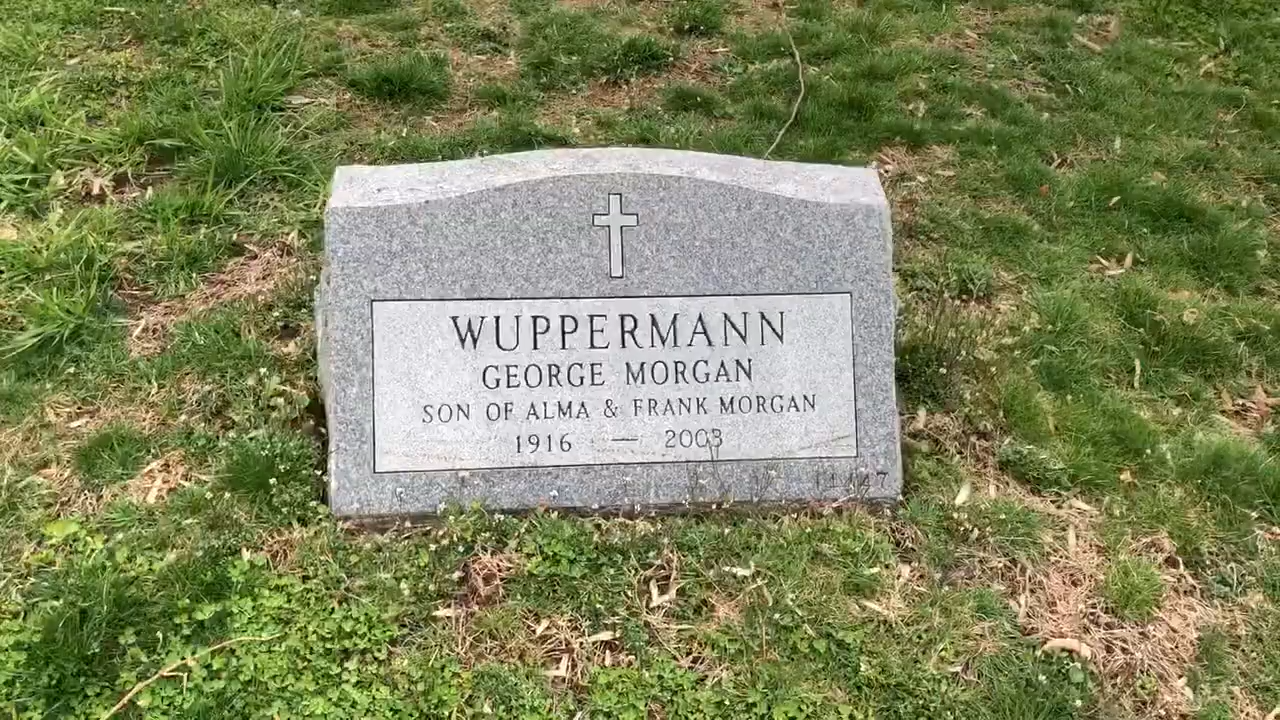 WUPPERMANN
GEORGE MORGAN
SON OF ALMA & FRANK MORGAN
1916 — 2003